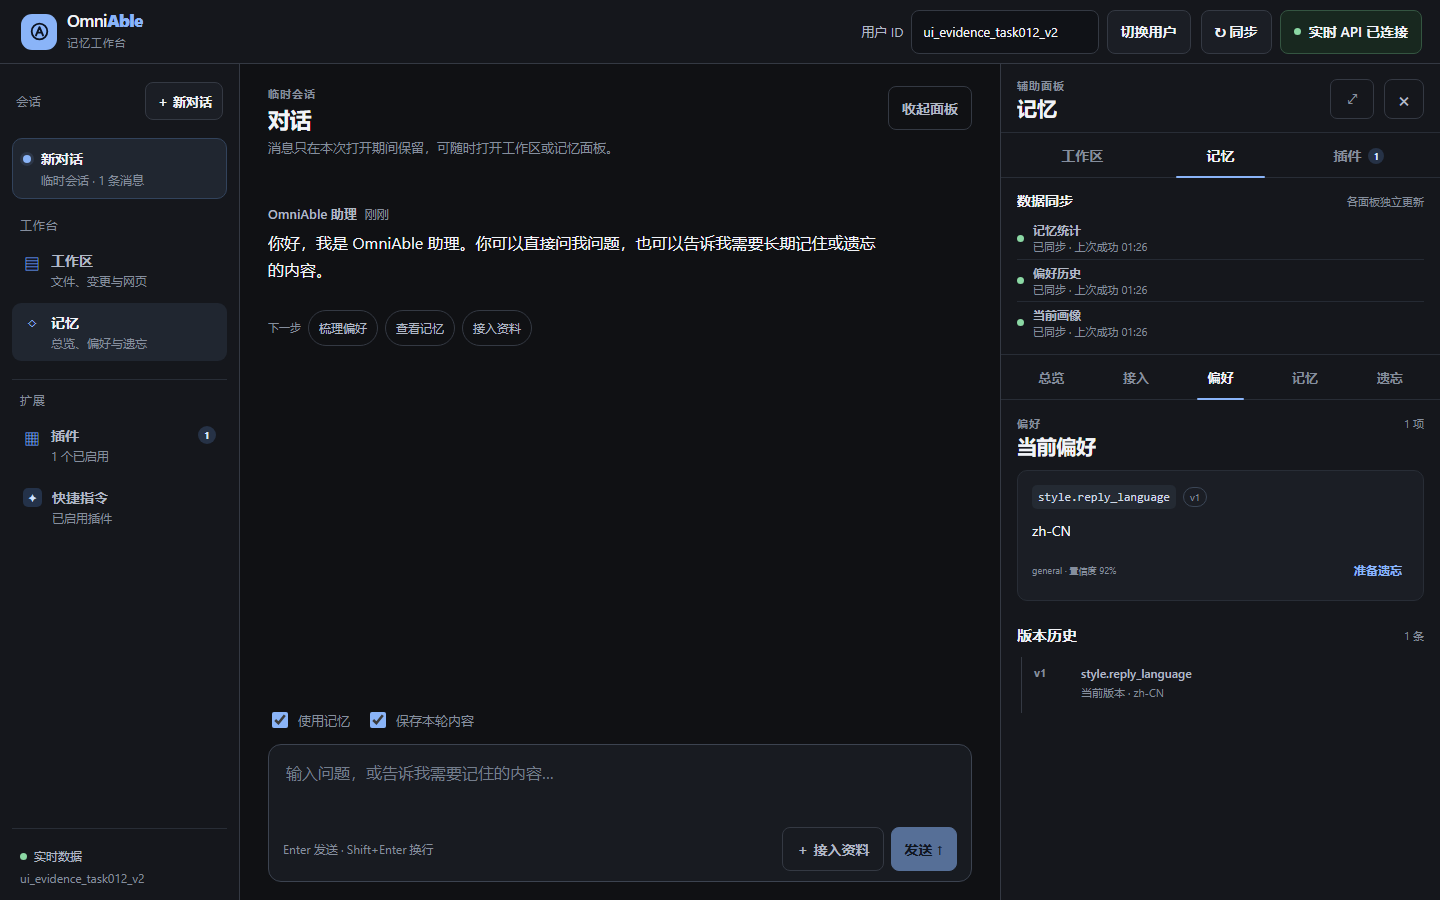 OmniAble
记忆工作台
用户 ID
ui_evidence_task012_v2
切换用户
↻ 同步
实时 API 已连接
会话
+ 新对话
新对话
临时会话 · 1 条消息
工作台
工作区
文件、变更与网页
记忆
总览、偏好与遗忘
扩展
插件
1
1 个已启用
快捷指令
已启用插件
实时数据
ui_evidence_task012_v2
临时会话
对话
消息只在本次打开期间保留，可随时打开工作区或记忆面板。
收起面板
OmniAble 助理 刚刚
你好，我是 OmniAble 助理。你可以直接问我问题，也可以告诉我需要长期记住或遗忘
的内容。
下一步
梳理偏好
查看记忆
接入资料
使用记忆
保存本轮内容
输入问题，或告诉我需要记住的内容...
Enter 发送 · Shift+Enter 换行
+ 接入资料
发送 ↑
辅助面板
记忆
工作区
记忆
插件 1
数据同步
各面板独立更新
记忆统计
已同步 · 上次成功 01:26
偏好历史
已同步 · 上次成功 01:26
当前画像
已同步 · 上次成功 01:26
总览
接入
偏好
记忆
遗忘
偏好
1 项
当前偏好
style.reply_language v1
zh-CN
general · 置信度 92%
准备遗忘
版本历史
1 条
v1
style.reply_language
当前版本 · zh-CN